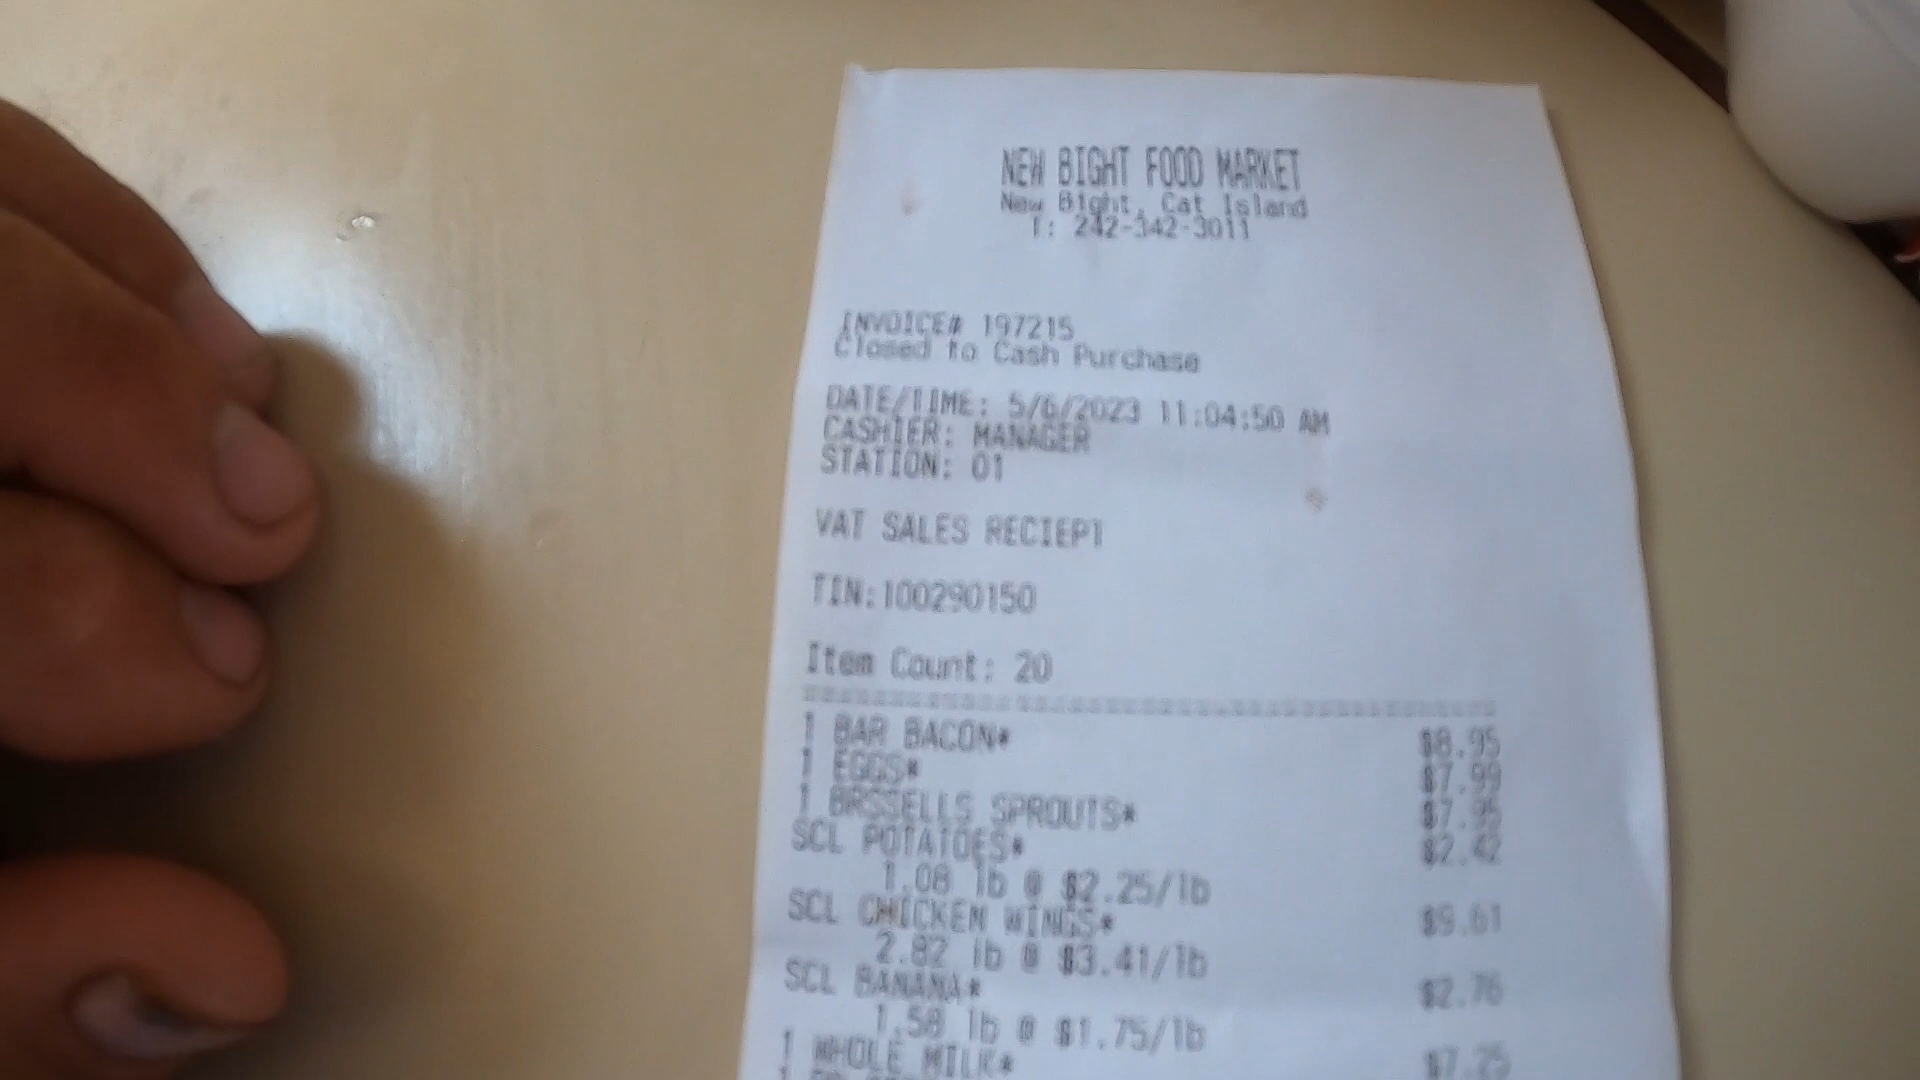 NEW BIGHT FOOD MARKET
New Bight, Cat Island
T: 242-342-3011
INVOICE# 197215
Closed to Cash Purchase
DATE/TIME: 5/6/2023 11:04:50 AM
CASHIER: MANAGER
STATION: 01
VAT SALES RECIEPT
TIN:100290150
Item Count: 20
1 BAR BACON* $8.95
1 EGGS* $7.99
1 BRSSELLS SPROUTS* $7.95
SCL POTATOES* $2.42
1.08 lb @ $2.25/lb
SCL CHICKEN WINGS* $9.61
2.82 lb @ $3.41/lb
SCL BANANA* $2.76
1.58 lb @ $1.75/lb
1 WHOLE MILK* $7.25